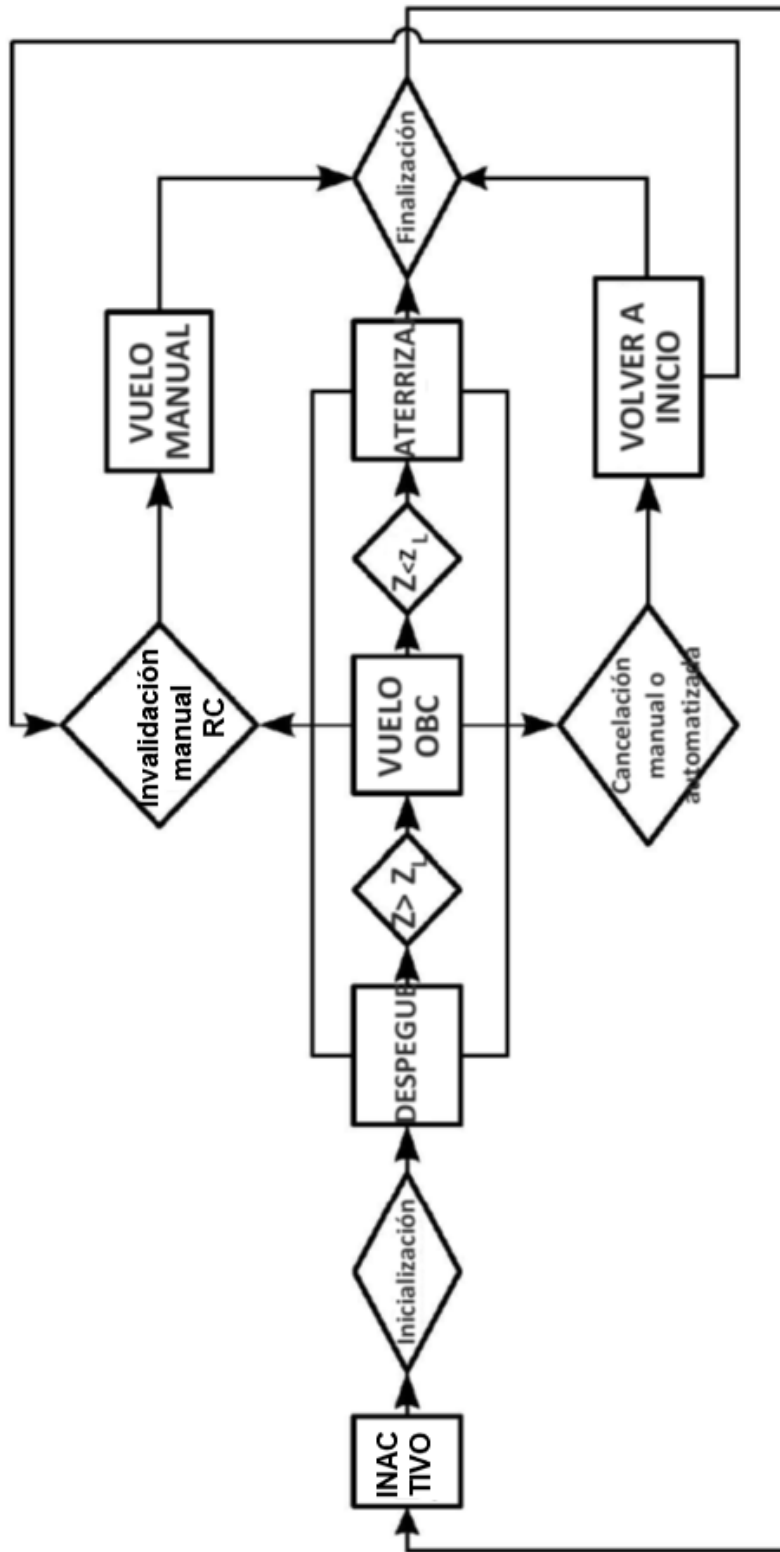 INAC
TIVO
Inicialización
DESPEGUE
Z> Z L
VUELO
OBC
Z<z L
ATERRIZA
Finalización
Invalidación
manual
RC
VUELO
MANUAL
Cancelación
manual o
automatizada
VOLVER A
INICIO